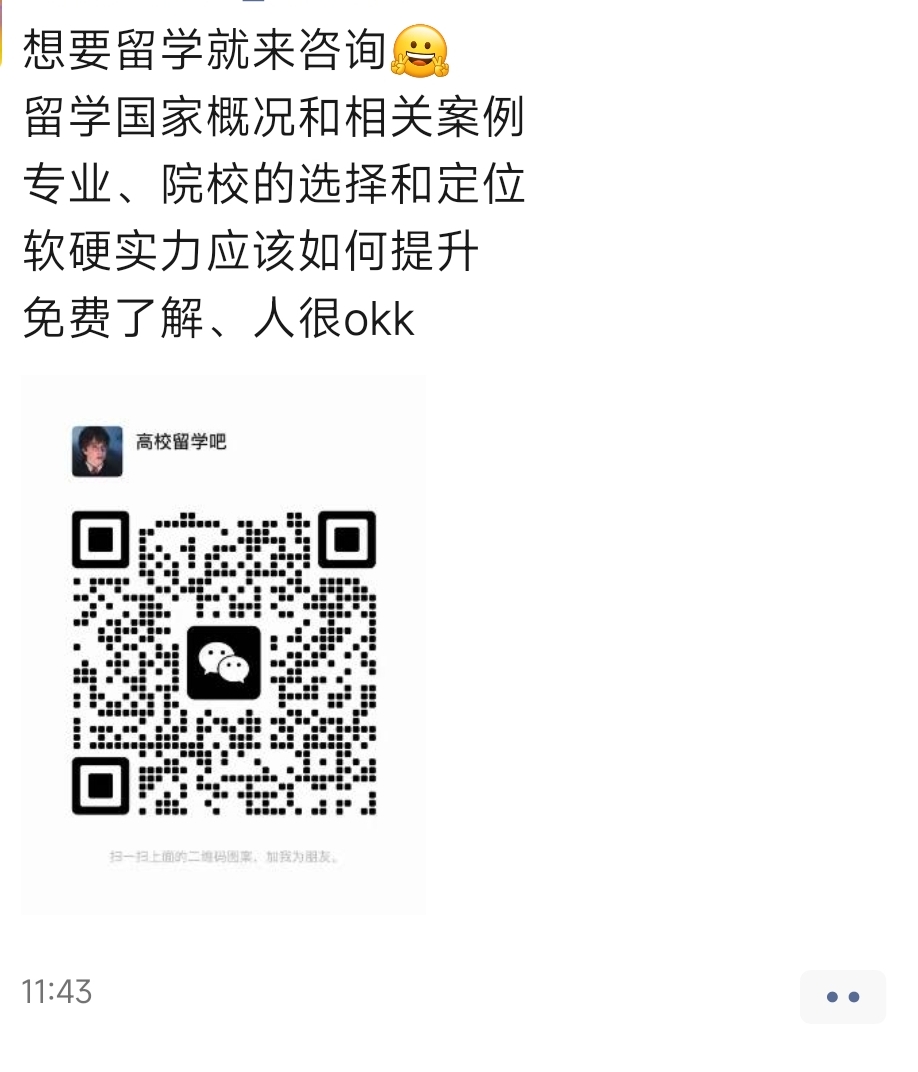 想要留学就来咨询🤗
留学国家概况和相关案例
专业、院校的选择和定位
软硬实力应该如何提升
免费了解、人很okk
高校留学吧
扫一扫上面的二维码图案，加我为朋友。
11:43